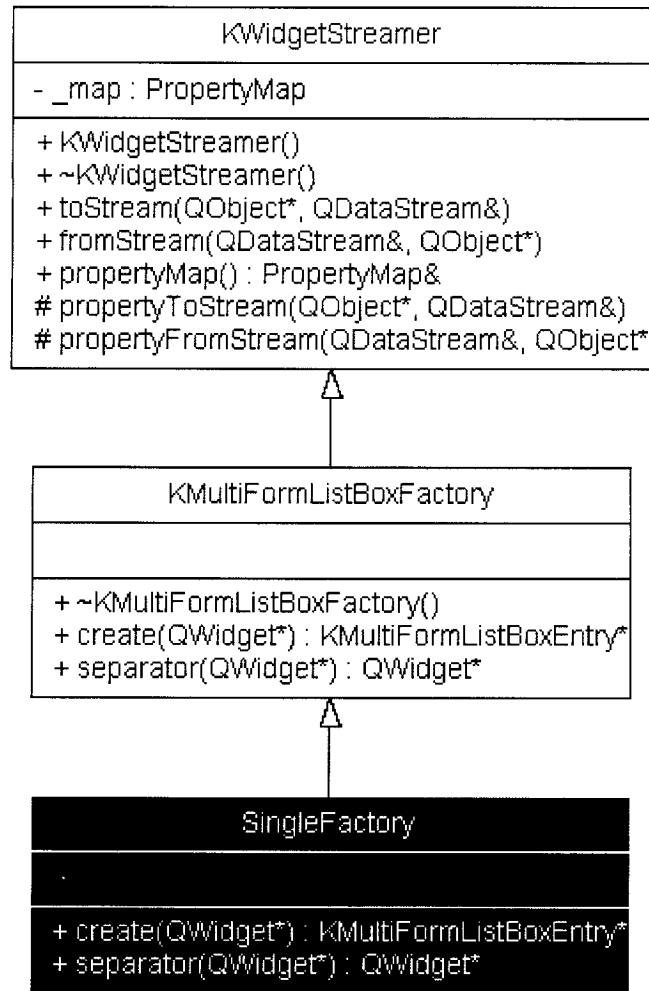 KWidgetStreamer
- _map : PropertyMap
+ KWidgetStreamer()
+ ~KWidgetStreamer()
+ toStream(QObject*, QDataStream&)
+ fromStream(QDataStream&, QObject*)
+ propertyMap() : PropertyMap&
# propertyToStream(QObject*, QDataStream&)
# propertyFromStream(QDataStream&, QObject*
KMultiFormListBoxFactory
+ ~KMultiFormListBoxFactory()
+ create(QWidget*) : KMultiFormListBoxEntry*
+ separator(QWidget*) : QWidget*
SingleFactory
+ create(QWidget*) : KMultiFormListBoxEntry*
+ separator(QWidget*) : QWidget*